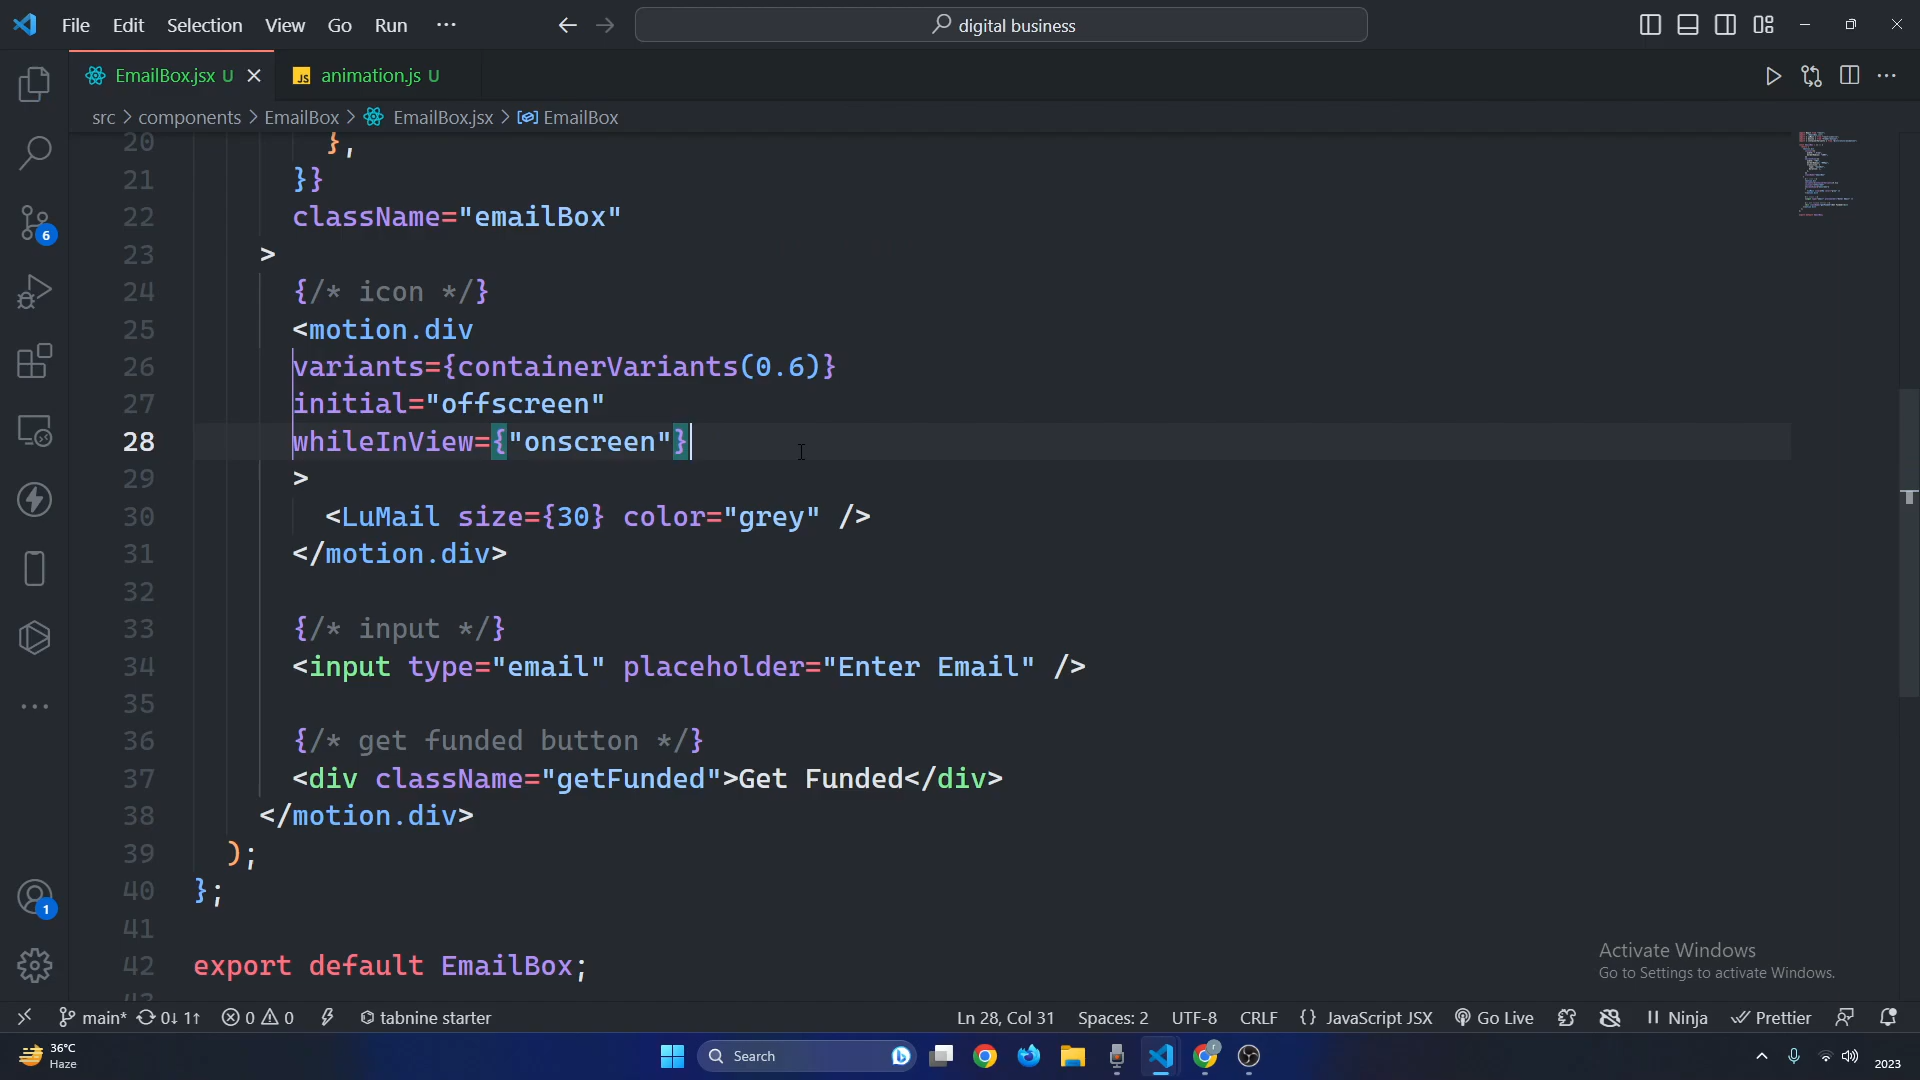 File Edit Selection View Go Run ··· digital business
EmailBox.jsx U animation.js U
src > components > EmailBox > EmailBox.jsx > EmailBox
20 },
21 }}
22 className="emailBox"
23 >
24 {/* icon */}
25 <motion.div
26 variants={containerVariants(0.6)}
27 initial="offscreen"
28 whileInView={"onscreen"}
29 >
30 <LuMail size={30} color="grey" />
31 </motion.div>
32
33 {/* input */}
34 <input type="email" placeholder="Enter Email" />
35
36 {/* get funded button */}
37 <div className="getFunded">Get Funded</div>
38 </motion.div>
39 );
40 };
41
42 export default EmailBox;
6
1
Activate Windows
Go to Settings to activate Windows.
main* 0↓ 1↑ 0 0 tabnine starter Ln 28, Col 31 Spaces: 2 UTF-8 CRLF {} JavaScript JSX Go Live Ninja Prettier
36°C
Haze
Search
2023